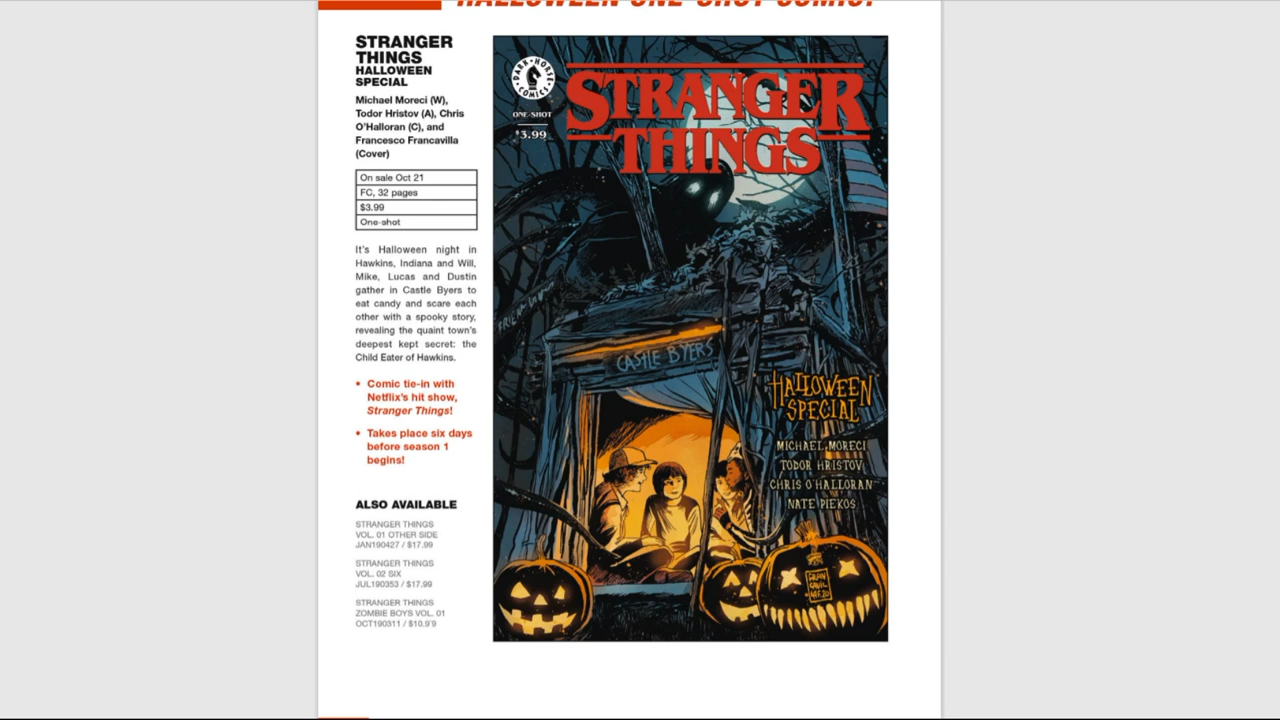 HALLOWEEN ONE-SHOT COMIC!
STRANGER
THINGS
HALLOWEEN
SPECIAL
Michael Moreci (W),
Todor Hristov (A), Chris
O'Halloran (C), and
Francesco Francavilla
(Cover)
On sale Oct 21
FC, 32 pages
$3.99
One-shot
It's Halloween night in
Hawkins, Indiana and Will,
Mike, Lucas and Dustin
gather in Castle Byers to
eat candy and scare each
other with a spooky story,
revealing the quaint town's
deepest kept secret: the
Child Eater of Hawkins.
• Comic tie-in with
Netflix's hit show,
Stranger Things!
• Takes place six days
before season 1
begins!
ALSO AVAILABLE
STRANGER THINGS
VOL. 01 OTHER SIDE
JAN190427 / $17.99
STRANGER THINGS
VOL. 02 SIX
JUL190353 / $17.99
STRANGER THINGS
ZOMBIE BOYS VOL. 01
OCT190311 / $10.9'9
DARK HORSE
COMICS
ONE-SHOT
$3.99
STRANGER
THINGS
CASTLE BYERS
HALLOWEEN
SPECIAL
MICHAEL MORECI
TODOR HRISTOV
CHRIS O'HALLORAN
NATE PIEKOS